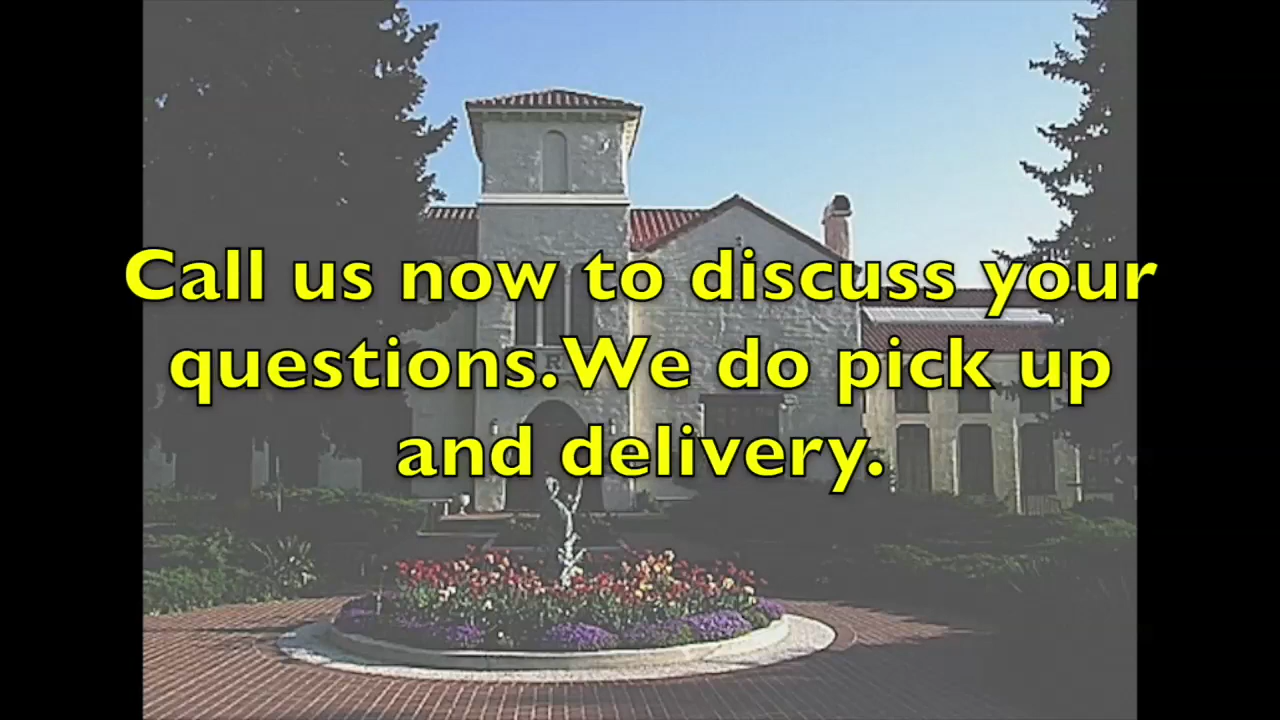 Call us now to discuss your
questions. We do pick up
and delivery.